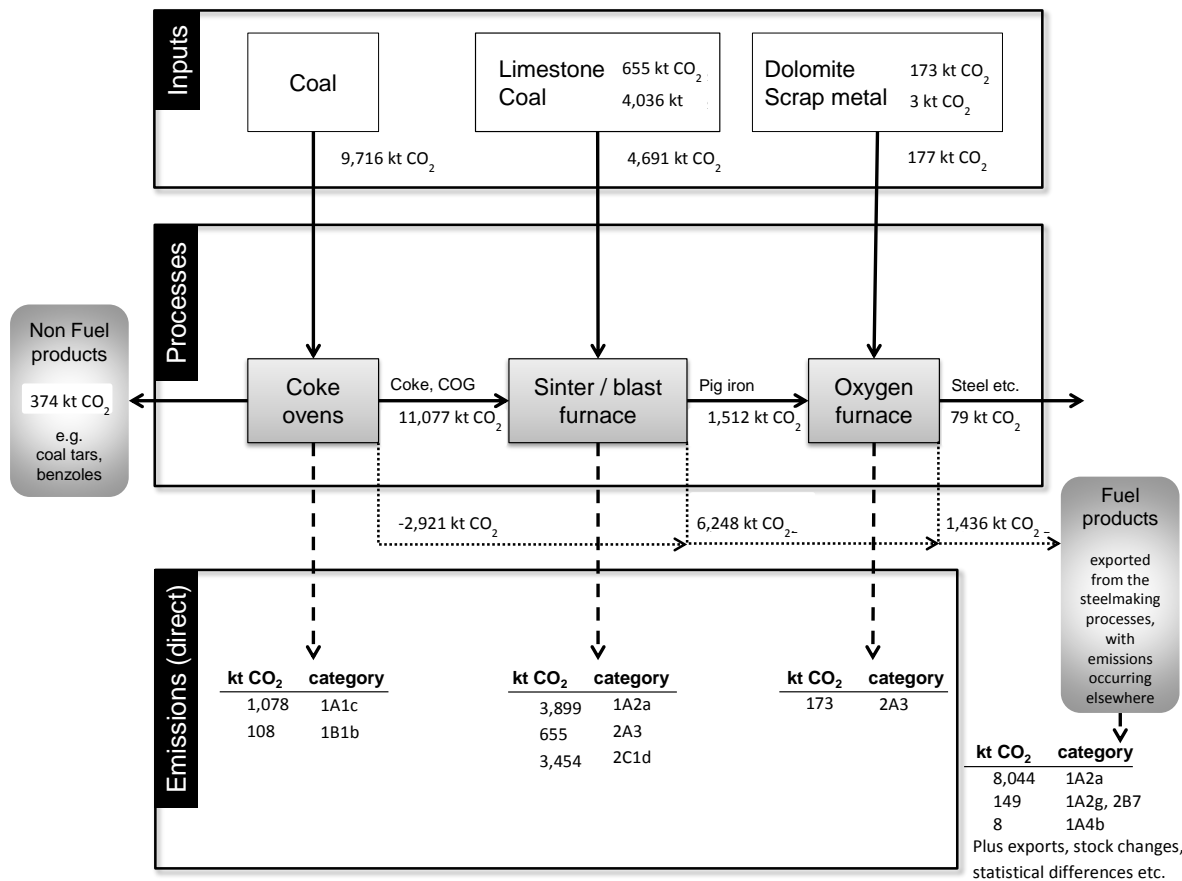 Inputs
Coal
Limestone 655 kt CO2
Coal 4,036 kt
Dolomite 173 kt CO2
Scrap metal 3 kt CO2
9,716 kt CO2
4,691 kt CO2
177 kt CO2
Processes
Non Fuel
products
374 kt CO2
e.g.
coal tars,
benzoles
Coke
ovens
Coke, COG
11,077 kt CO2
Sinter / blast
furnace
Pig iron
1,512 kt CO2
Oxygen
furnace
Steel etc.
79 kt CO2
-2,921 kt CO2
6,248 kt CO2
1,436 kt CO2
Fuel
products
exported
from the
steelmaking
processes,
with
emissions
occurring
elsewhere
Emissions (direct)
kt CO2 category
1,078 1A1c
108 1B1b
kt CO2 category
3,899 1A2a
655 2A3
3,454 2C1d
kt CO2 category
173 2A3
kt CO2 category
8,044 1A2a
149 1A2g, 2B7
8 1A4b
Plus exports, stock changes,
statistical differences etc.